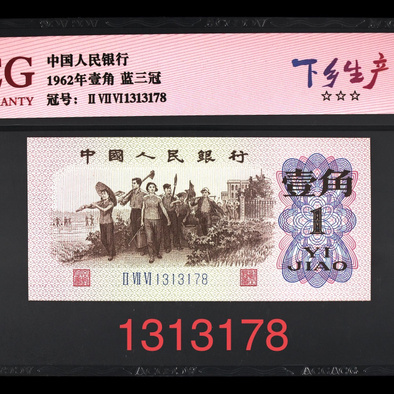 EG
ANTY
中国人民银行
1962年壹角 蓝三冠
冠号： II VII VI 1313178
下乡生产
☆☆☆
中國人民銀行
壹角
1
YI
JIAO
II VII VI 1313178
1313178